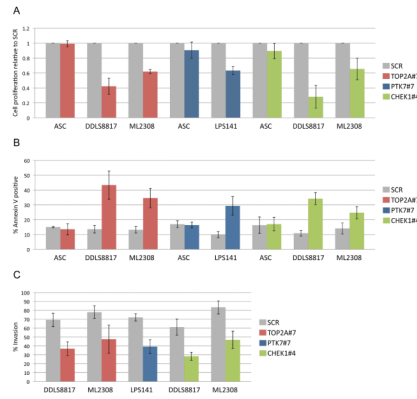 A
Cell proliferation relative to SCR
1.2
1
0.8
0.6
0.4
0.2
0
ASC DDLS8817 ML2308 ASC LPS141 ASC DDLS8817 ML2308
SCR
PTK7#7
CHEK1#4
B
% Annexin V positive
60
50
40
30
20
10
0
ASC DDLS8817 ML2308 ASC LPS141 ASC DDLS8817 ML2308
SCR
PTK7#7
CHEK1#4
C
% Invasion
100
90
80
70
60
50
40
30
20
10
0
DDLS8817 ML2308 LPS141 DDLS8817 ML2308
SCR
TOP2A#7
PTK7#7
CHEK1#4